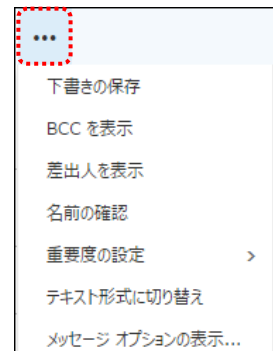 •••
下書きの保存
BCC を表示
差出人を表示
名前の確認
重要度の設定 >
テキスト形式に切り替え
メッセージ オプションの表示...